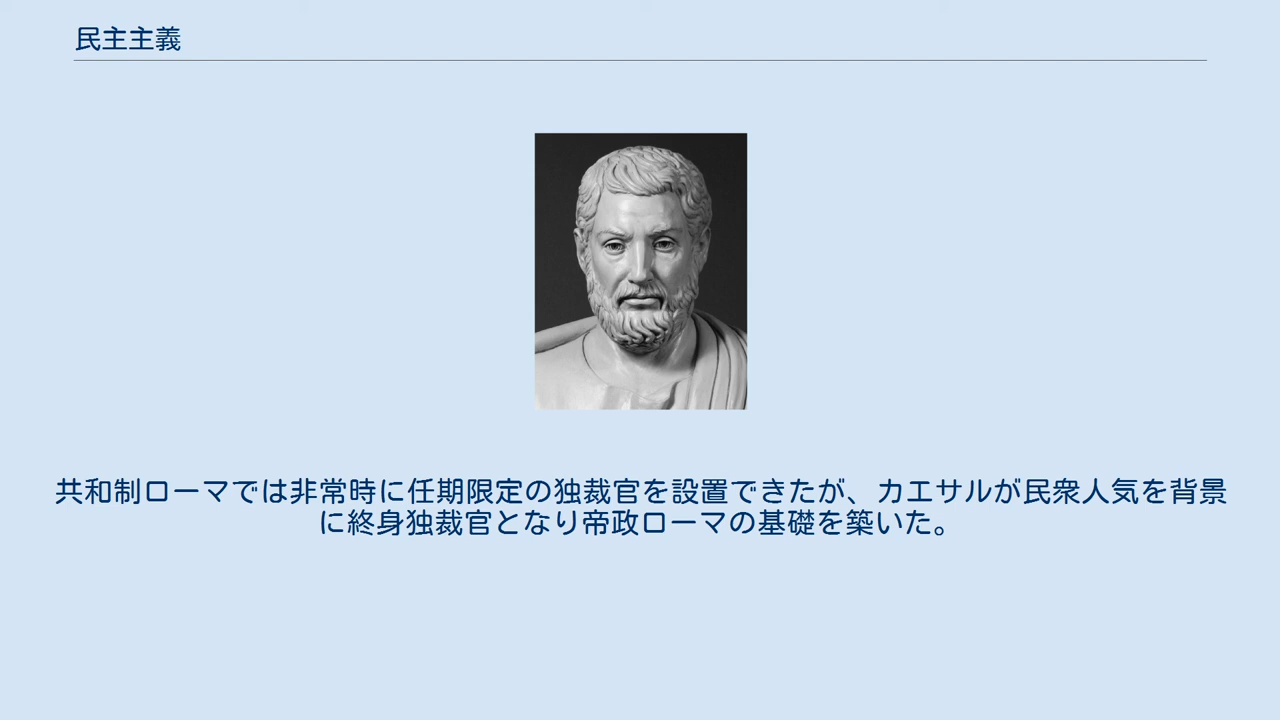 民主主義
共和制ローマでは非常時に任期限定の独裁官を設置できたが、カエサルが民衆人気を背景
に終身独裁官となり帝政ローマの基礎を築いた。